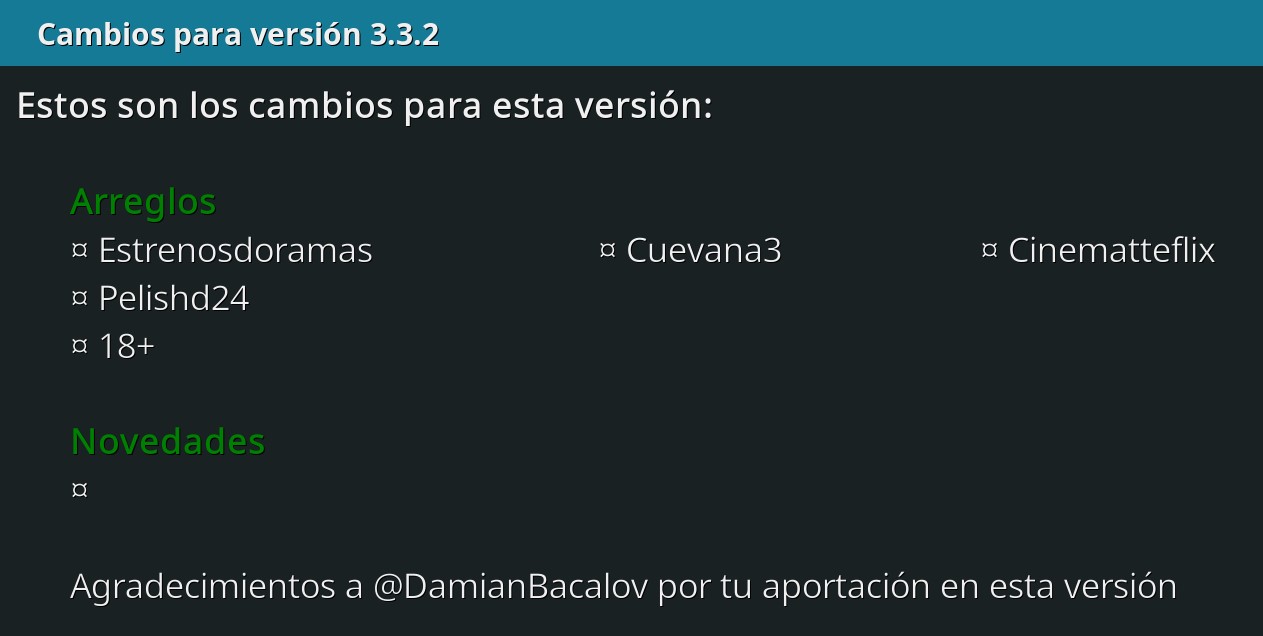 Cambios para versión 3.3.2
Estos son los cambios para esta versión:
Arreglos
¤ Estrenosdoramas ¤ Cuevana3 ¤ Cinematteflix
¤ Pelishd24
¤ 18+
Novedades
¤
Agradecimientos a @DamianBacalov por tu aportación en esta versión